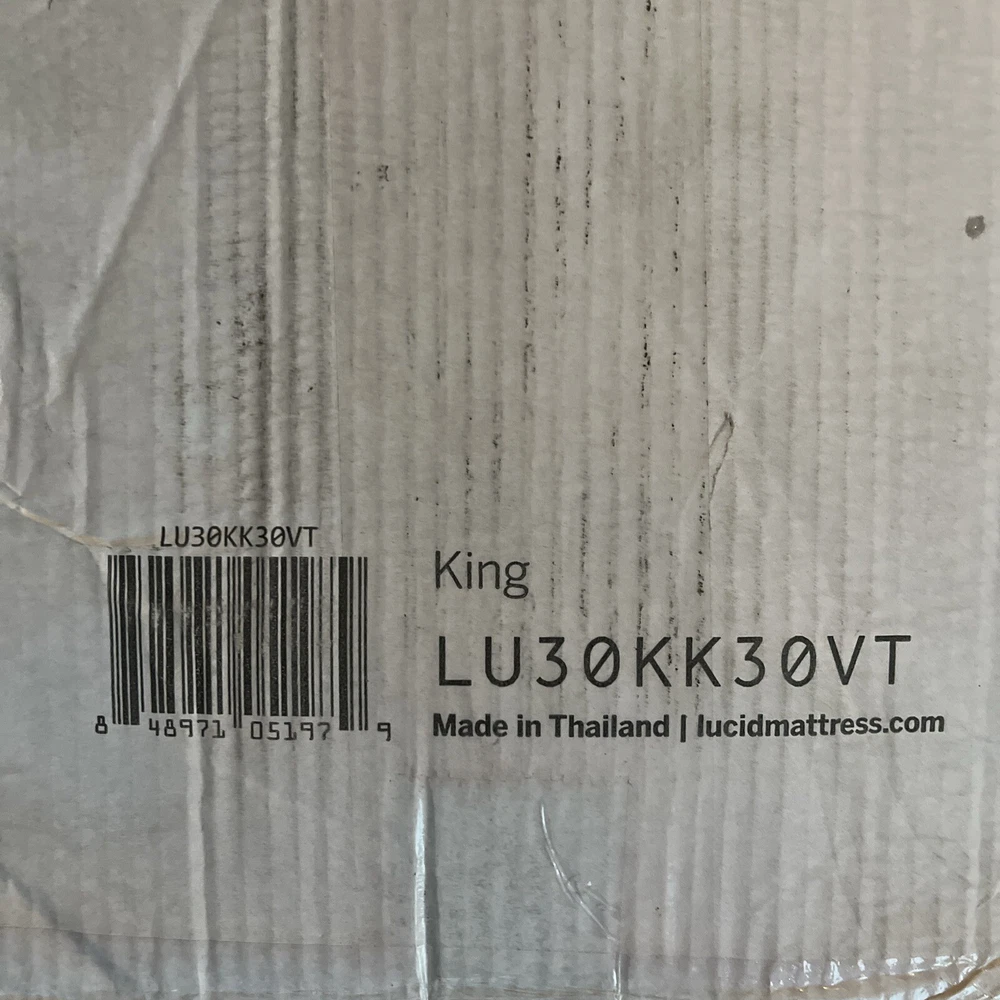 LU30KK30VT
8 48971 05197 9
King
LU30KK30VT
Made in Thailand | lucidmattress.com